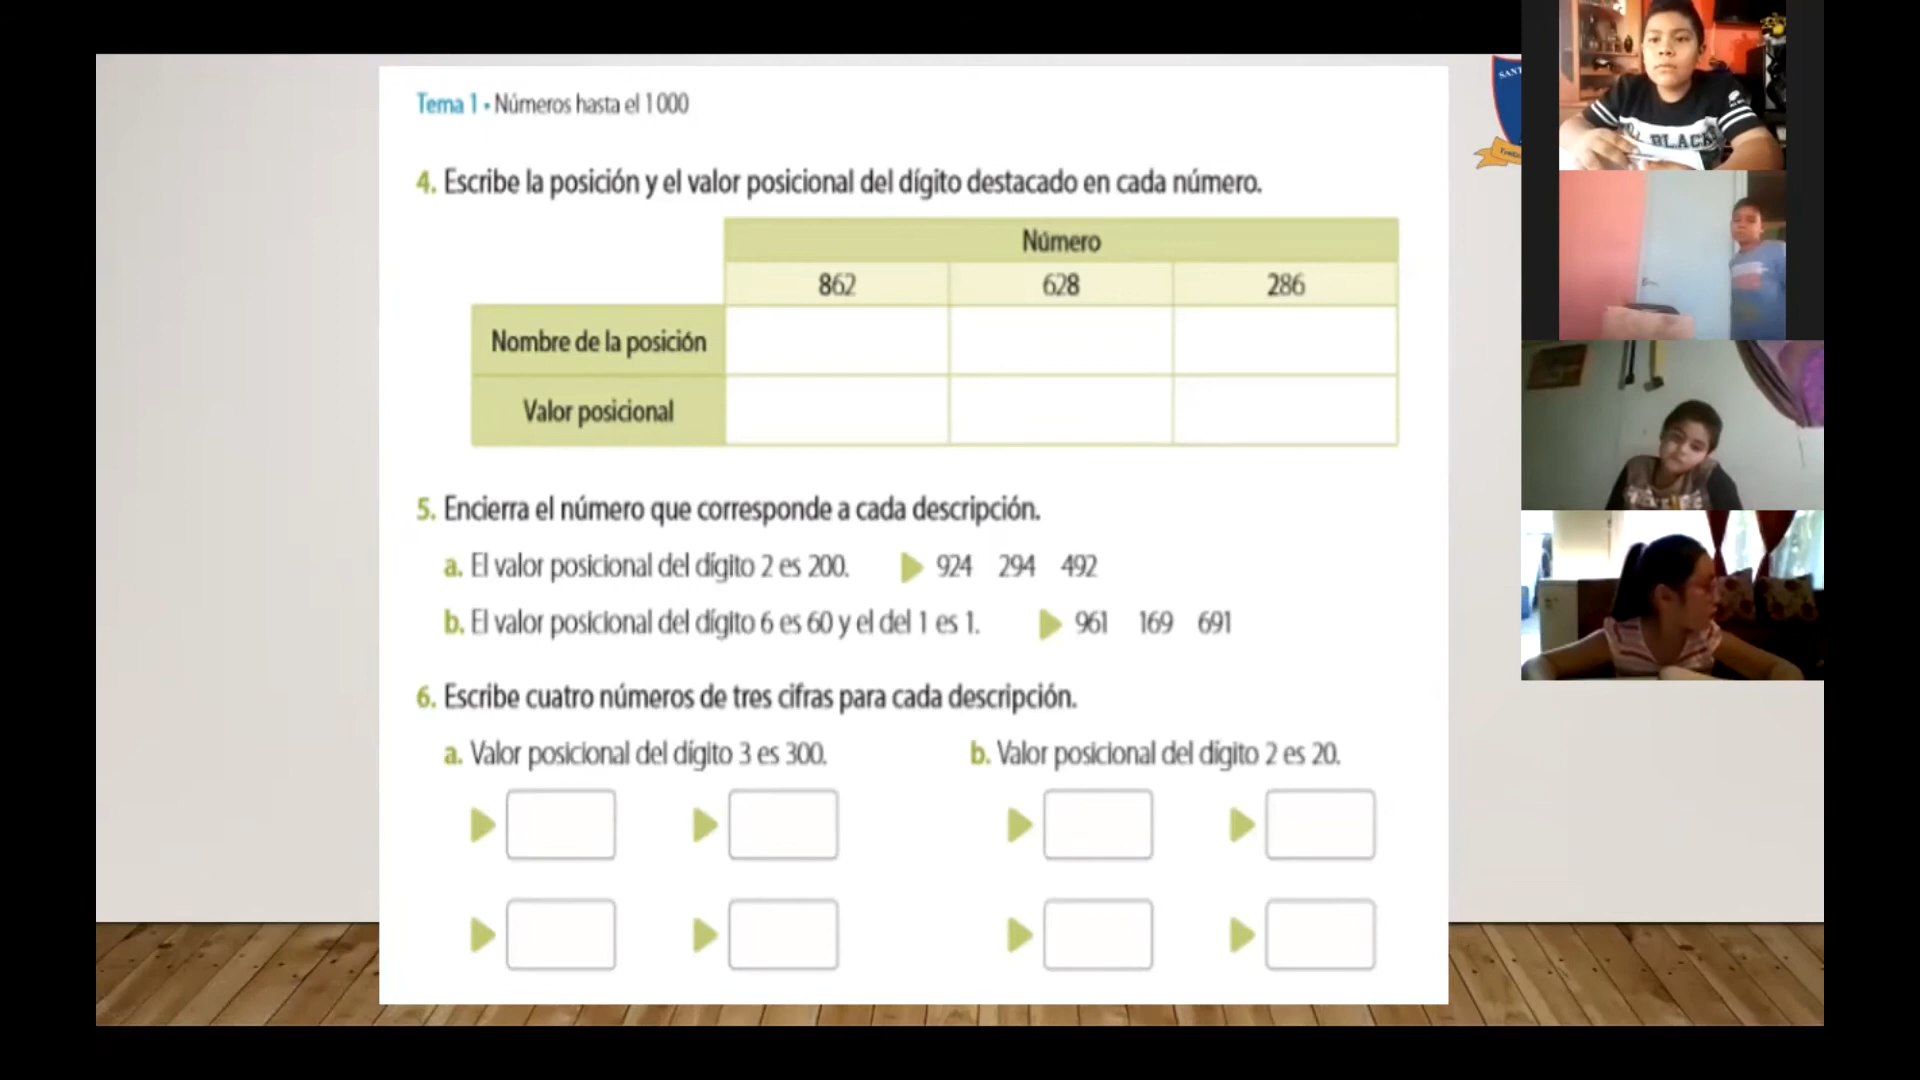 Tema 1 • Números hasta el 1 000
4. Escribe la posición y el valor posicional del dígito destacado en cada número.
Número
862 628 286
Nombre de la posición
Valor posicional
5. Encierra el número que corresponde a cada descripción.
a. El valor posicional del dígito 2 es 200. 924 294 492
b. El valor posicional del dígito 6 es 60 y el del 1 es 1. 961 169 691
6. Escribe cuatro números de tres cifras para cada descripción.
a. Valor posicional del dígito 3 es 300. b. Valor posicional del dígito 2 es 20.
BLACK